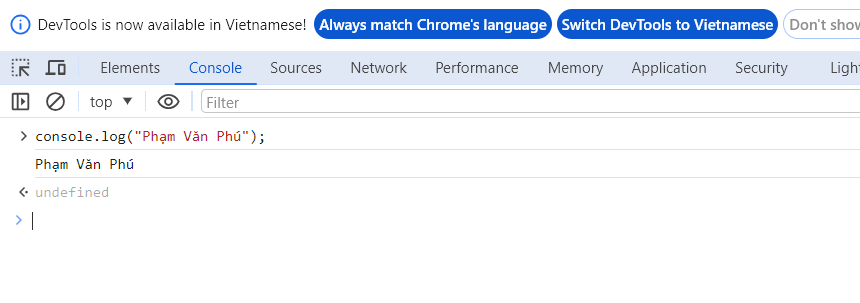 DevTools is now available in Vietnamese! Always match Chrome's language Switch DevTools to Vietnamese Don't show
Elements Console Sources Network Performance Memory Application Security
top Filter
console.log("Phạm Văn Phú");
Phạm Văn Phú
undefined